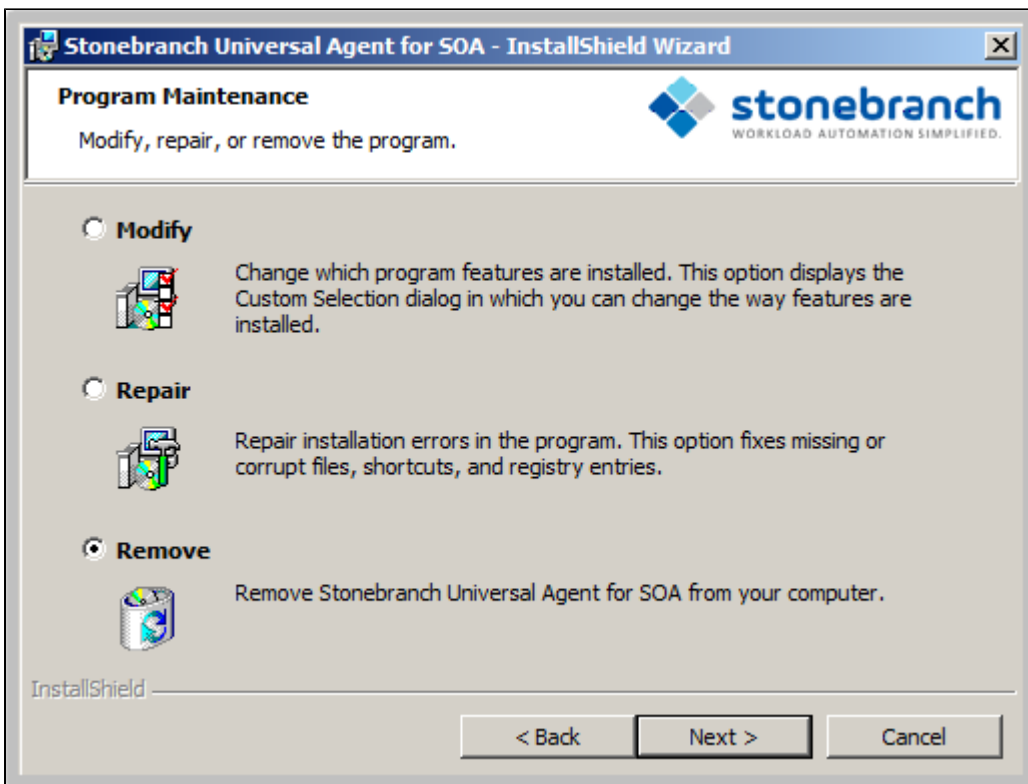 Stonebranch Universal Agent for SOA - InstallShield Wizard
Program Maintenance
Modify, repair, or remove the program.
stonebranch
WORKLOAD AUTOMATION SIMPLIFIED.
Modify
Change which program features are installed. This option displays the
Custom Selection dialog in which you can change the way features are
installed.
Repair
Repair installation errors in the program. This option fixes missing or
corrupt files, shortcuts, and registry entries.
Remove
Remove Stonebranch Universal Agent for SOA from your computer.
InstallShield
< Back
Next >
Cancel